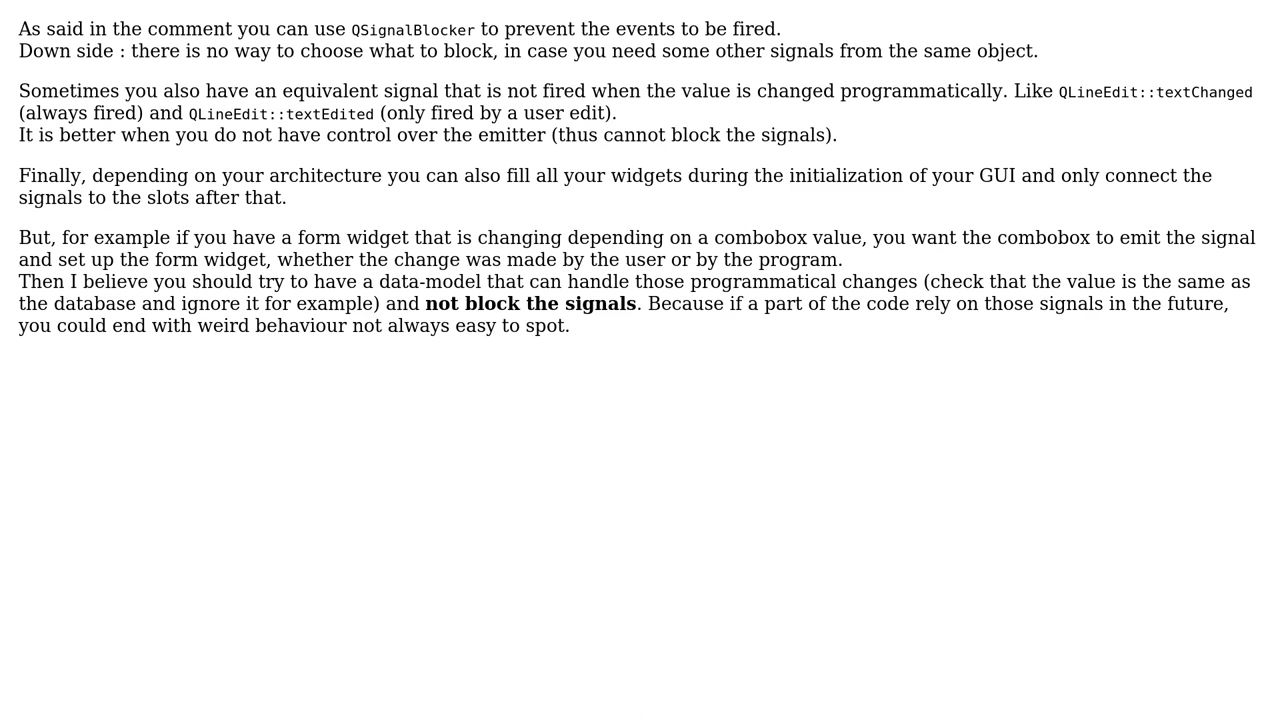 As said in the comment you can use QSignalBlocker to prevent the events to be fired.
Down side : there is no way to choose what to block, in case you need some other signals from the same object.
Sometimes you also have an equivalent signal that is not fired when the value is changed programmatically. Like QLineEdit::textChanged
(always fired) and QLineEdit::textEdited (only fired by a user edit).
It is better when you do not have control over the emitter (thus cannot block the signals).
Finally, depending on your architecture you can also fill all your widgets during the initialization of your GUI and only connect the
signals to the slots after that.
But, for example if you have a form widget that is changing depending on a combobox value, you want the combobox to emit the signal
and set up the form widget, whether the change was made by the user or by the program.
Then I believe you should try to have a data-model that can handle those programmatical changes (check that the value is the same as
the database and ignore it for example) and not block the signals. Because if a part of the code rely on those signals in the future,
you could end with weird behaviour not always easy to spot.